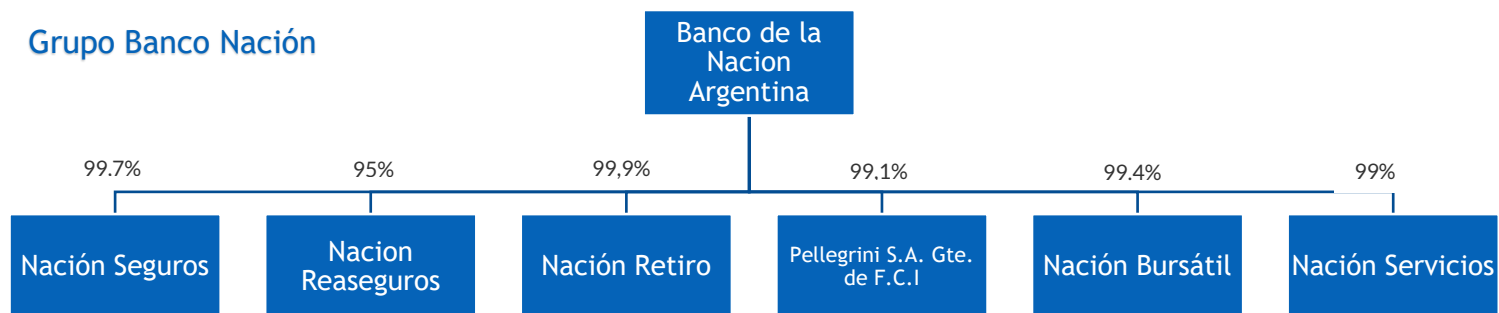 Grupo Banco Nación
Banco de la
Nacion
Argentina
99.7%
95%
99,9%
99.1%
99.4%
99%
Nación Seguros
Nacion
Reaseguros
Nación Retiro
Pellegrini S.A. Gte.
de F.C.I
Nación Bursátil
Nación Servicios